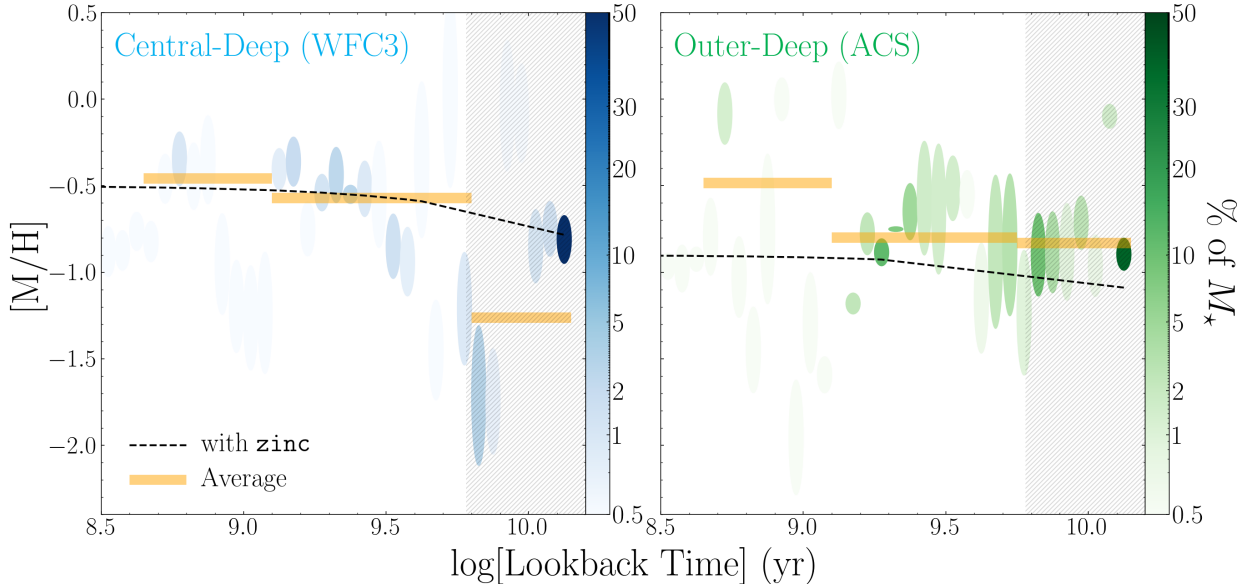 Central-Deep (WFC3)
Outer-Deep (ACS)
[M/H]
0.5
0.0
−0.5
−1.0
−1.5
−2.0
with zinc
Average
8.5 9.0 9.5 10.0
50
30
20
10
5
2
1
0.5
8.5 9.0 9.5 10.0
50
30
20
10
5
2
1
0.5
% of M⋆
log[Lookback Time] (yr)